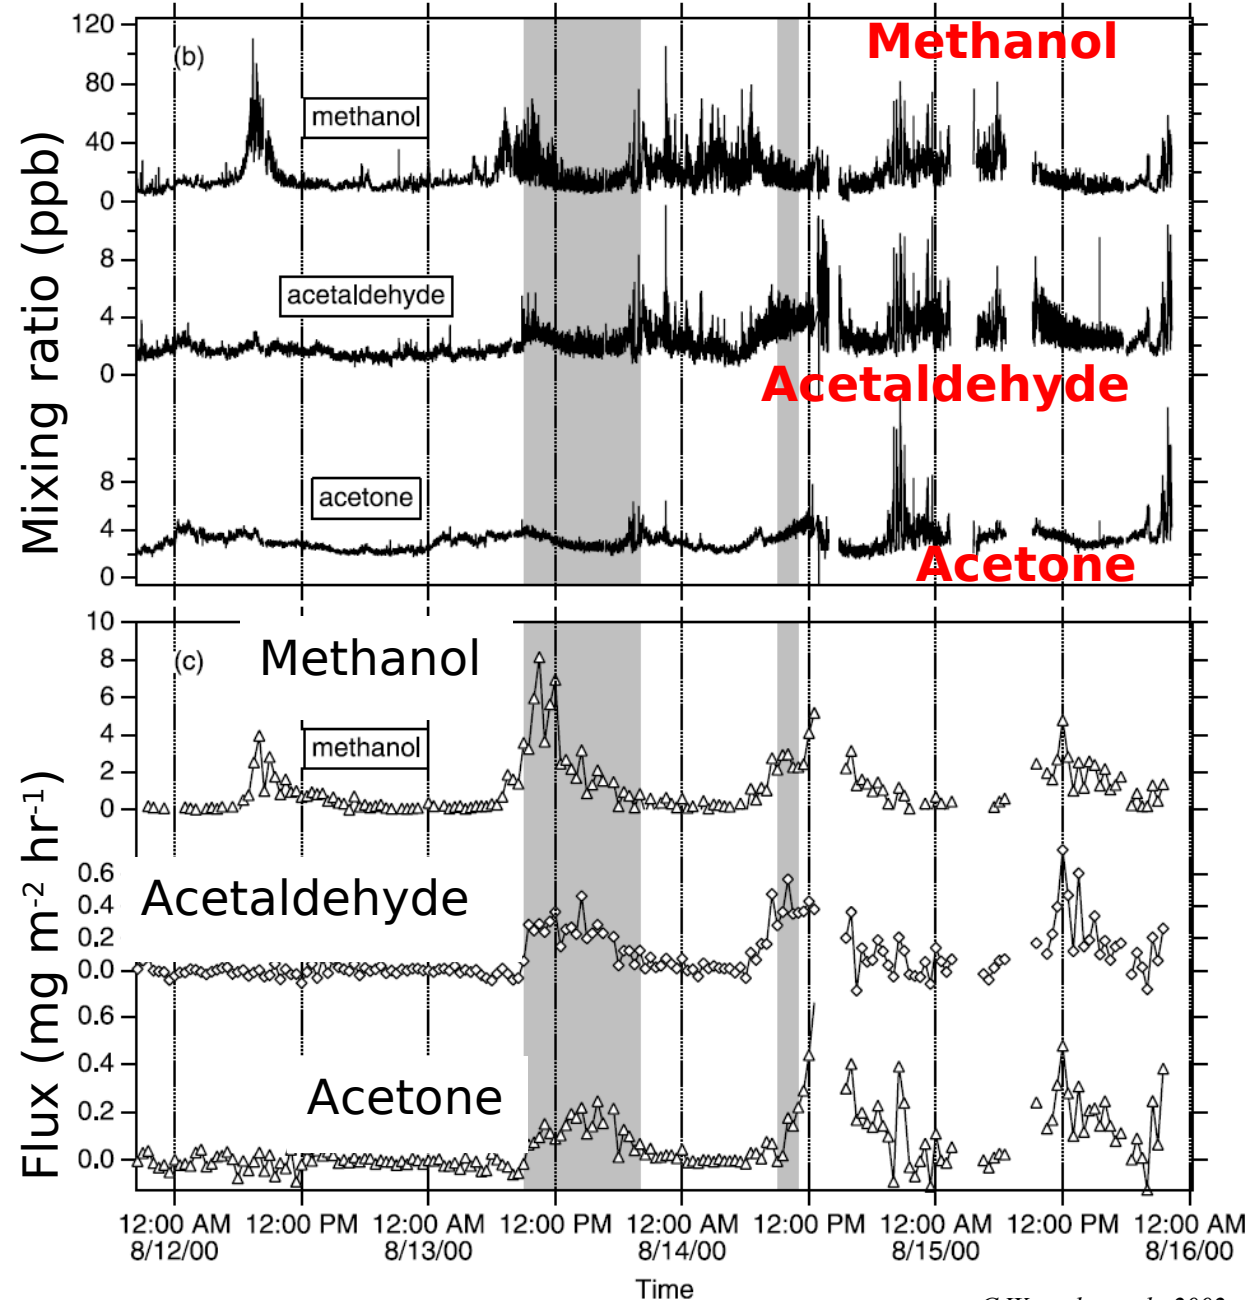 Mixing ratio (ppb)
120
80
40
0
8
4
0
8
4
0
(b)
methanol
Methanol
acetaldehyde
Acetaldehyde
acetone
Acetone
Flux (mg m-2 hr-1)
10
8
6
4
2
0
0.6
0.4
0.2
0.0
0.6
0.4
0.2
0.0
(c)
Methanol
methanol
Acetaldehyde
Acetone
12:00 AM 12:00 PM 12:00 AM 12:00 PM 12:00 AM 12:00 PM 12:00 AM 12:00 PM 12:00 AM
8/12/00 8/13/00 8/14/00 8/15/00 8/16/00
Time